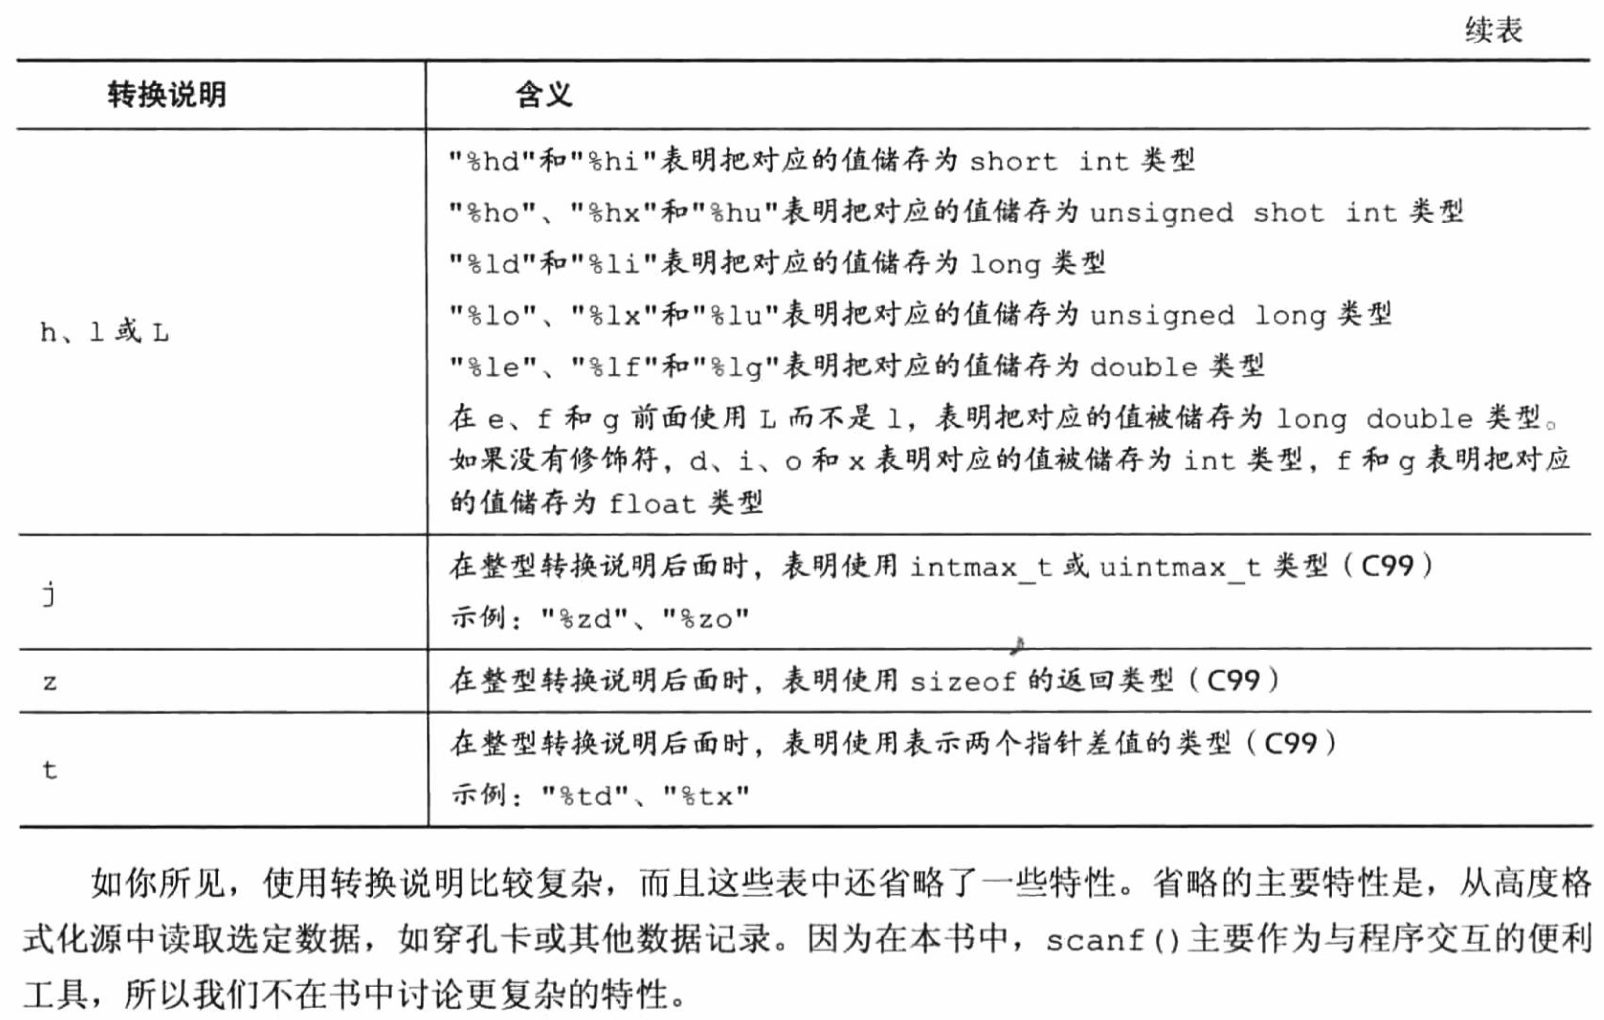 续表
转换说明 含义
"%hd"和"%hi"表明把对应的值储存为 short int 类型
"%ho"、"%hx"和"%hu"表明把对应的值储存为 unsigned shot int 类型
"%ld"和"%li"表明把对应的值储存为 long 类型
"%lo"、"%lx"和"%lu"表明把对应的值储存为 unsigned long 类型
h、l 或 L
"%le"、"%lf"和"%lg"表明把对应的值储存为 double 类型
在 e、f 和 g 前面使用 L 而不是 l，表明把对应的值被储存为 long double 类型。
如果没有修饰符，d、i、o 和 x 表明对应的值被储存为 int 类型，f 和 g 表明把对应
的值储存为 float 类型
j
在整型转换说明后面时，表明使用 intmax_t 或 uintmax_t 类型（C99）
示例："%zd"、"%zo"
z 在整型转换说明后面时，表明使用 sizeof 的返回类型（C99）
t
在整型转换说明后面时，表明使用表示两个指针差值的类型（C99）
示例："%td"、"%tx"
如你所见，使用转换说明比较复杂，而且这些表中还省略了一些特性。省略的主要特性是，从高度格
式化源中读取选定数据，如穿孔卡或其他数据记录。因为在本书中，scanf()主要作为与程序交互的便利
工具，所以我们不在书中讨论更复杂的特性。